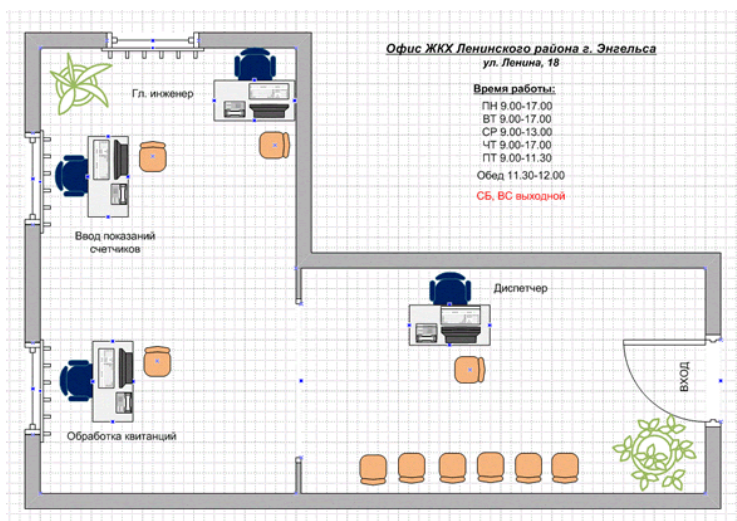 Офис ЖКХ Ленинского района г. Энгельса
ул. Ленина, 18
Время работы:
ПН 9.00-17.00
ВТ 9.00-17.00
СР 9.00-13.00
ЧТ 9.00-17.00
ПТ 9.00-11.30
Обед 11.30-12.00
СБ, ВС выходной
Гл. инженер
Ввод показаний
счетчиков
Диспетчер
ВХОД
Обработка квитанций